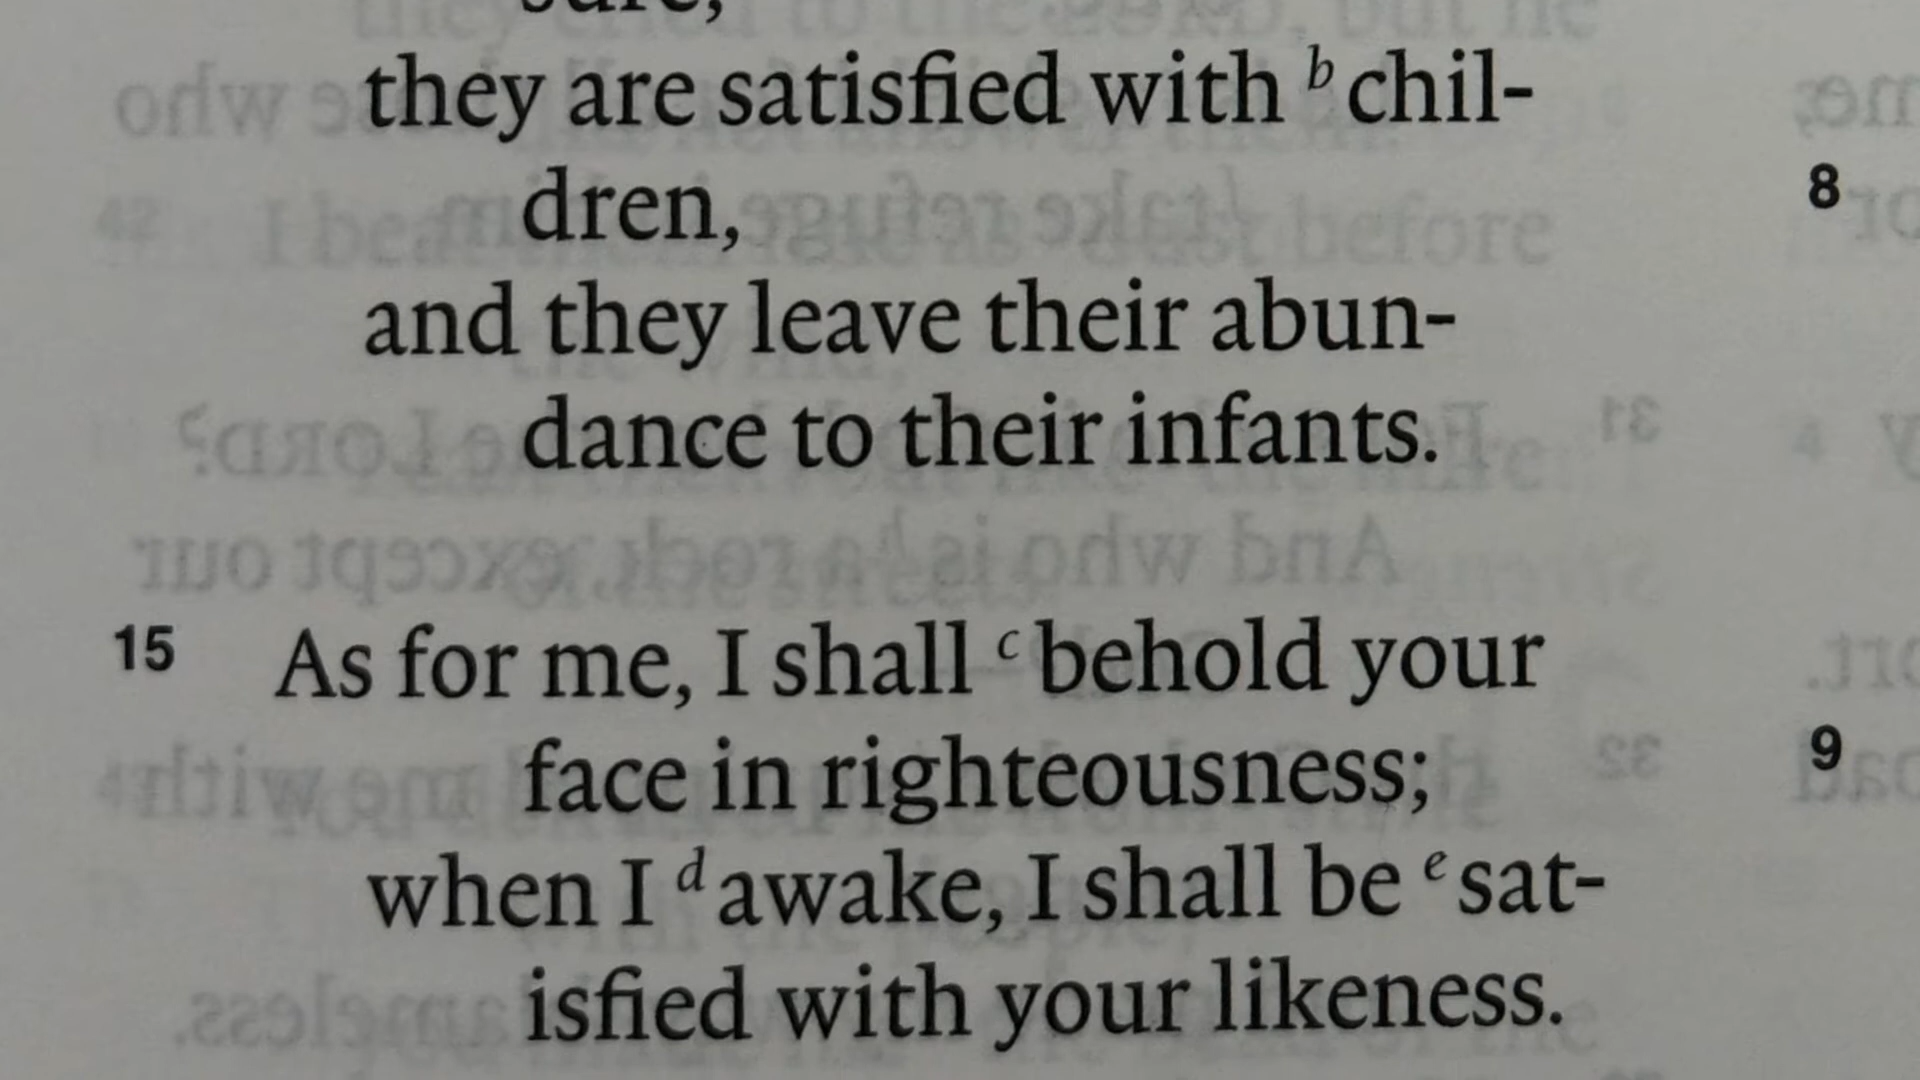 sure,
they are satisfied with b chil-
dren,
and they leave their abun-
dance to their infants.
15 As for me, I shall c behold your
face in righteousness;
when I d awake, I shall be e sat-
isfied with your likeness.
8
9